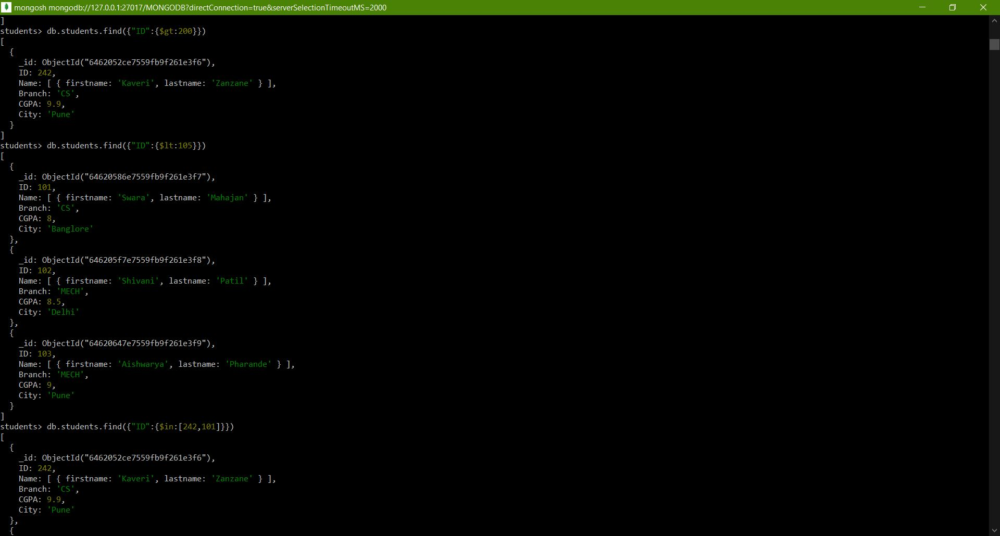 mongosh mongodb://127.0.0.1:27017/MONGODB?directConnection=true&serverSelectionTimeoutMS=2000
]
students> db.students.find({"ID":{$gt:200}})
[
  {
    _id: ObjectId("6462052ce7559fb9f261e3f6"),
    ID: 242,
    Name: [ { firstname: 'Kaveri', lastname: 'Zanzane' } ],
    Branch: 'CS',
    CGPA: 9.9,
    City: 'Pune'
  }
]
students> db.students.find({"ID":{$lt:105}})
[
  {
    _id: ObjectId("64620586e7559fb9f261e3f7"),
    ID: 101,
    Name: [ { firstname: 'Swara', lastname: 'Mahajan' } ],
    Branch: 'CS',
    CGPA: 8,
    City: 'Banglore'
  },
  {
    _id: ObjectId("646205f7e7559fb9f261e3f8"),
    ID: 102,
    Name: [ { firstname: 'Shivani', lastname: 'Patil' } ],
    Branch: 'MECH',
    CGPA: 8.5,
    City: 'Delhi'
  },
  {
    _id: ObjectId("64620647e7559fb9f261e3f9"),
    ID: 103,
    Name: [ { firstname: 'Aishwarya', lastname: 'Pharande' } ],
    Branch: 'MECH',
    CGPA: 9,
    City: 'Pune'
  }
]
students> db.students.find({"ID":{$in:[242,101]}})
[
  {
    _id: ObjectId("6462052ce7559fb9f261e3f6"),
    ID: 242,
    Name: [ { firstname: 'Kaveri', lastname: 'Zanzane' } ],
    Branch: 'CS',
    CGPA: 9.9,
    City: 'Pune'
  },
  {